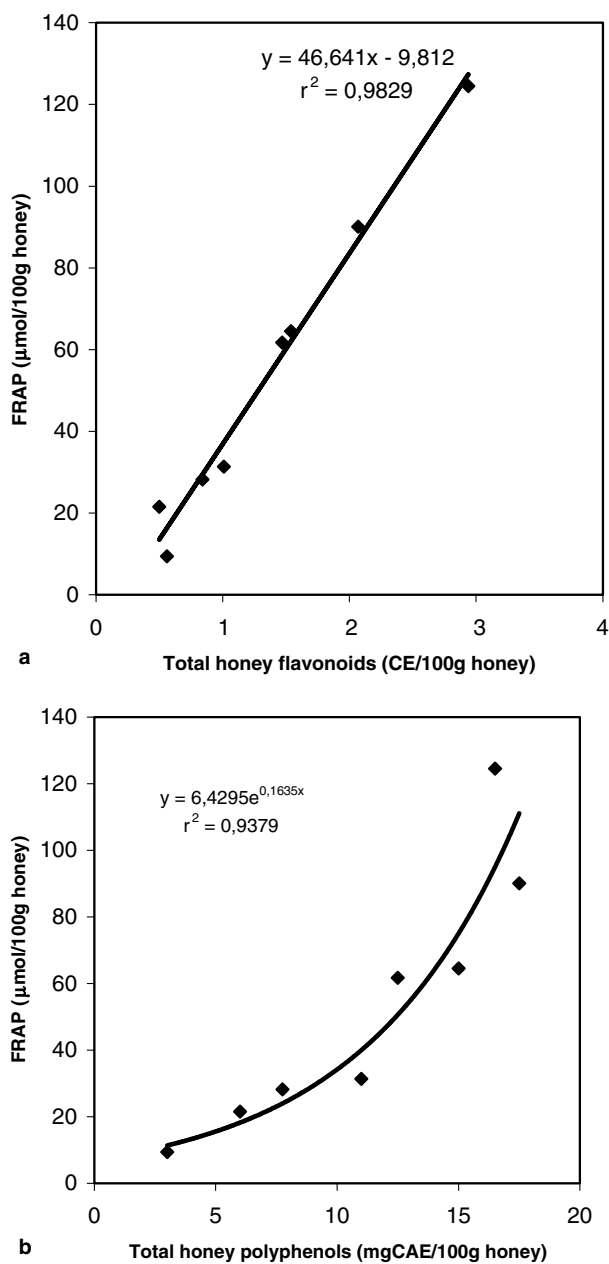 140
120
100
80
60
40
20
0
y = 46,641x - 9,812
r² = 0,9829
FRAP (μmol/100g honey)
0 1 2 3 4
a
Total honey flavonoids (CE/100g honey)
140
120
100
80
60
40
20
0
y = 6,4295e^0,1635x
r² = 0,9379
FRAP (μmol/100g honey)
0 5 10 15 20
b
Total honey polyphenols (mgCAE/100g honey)